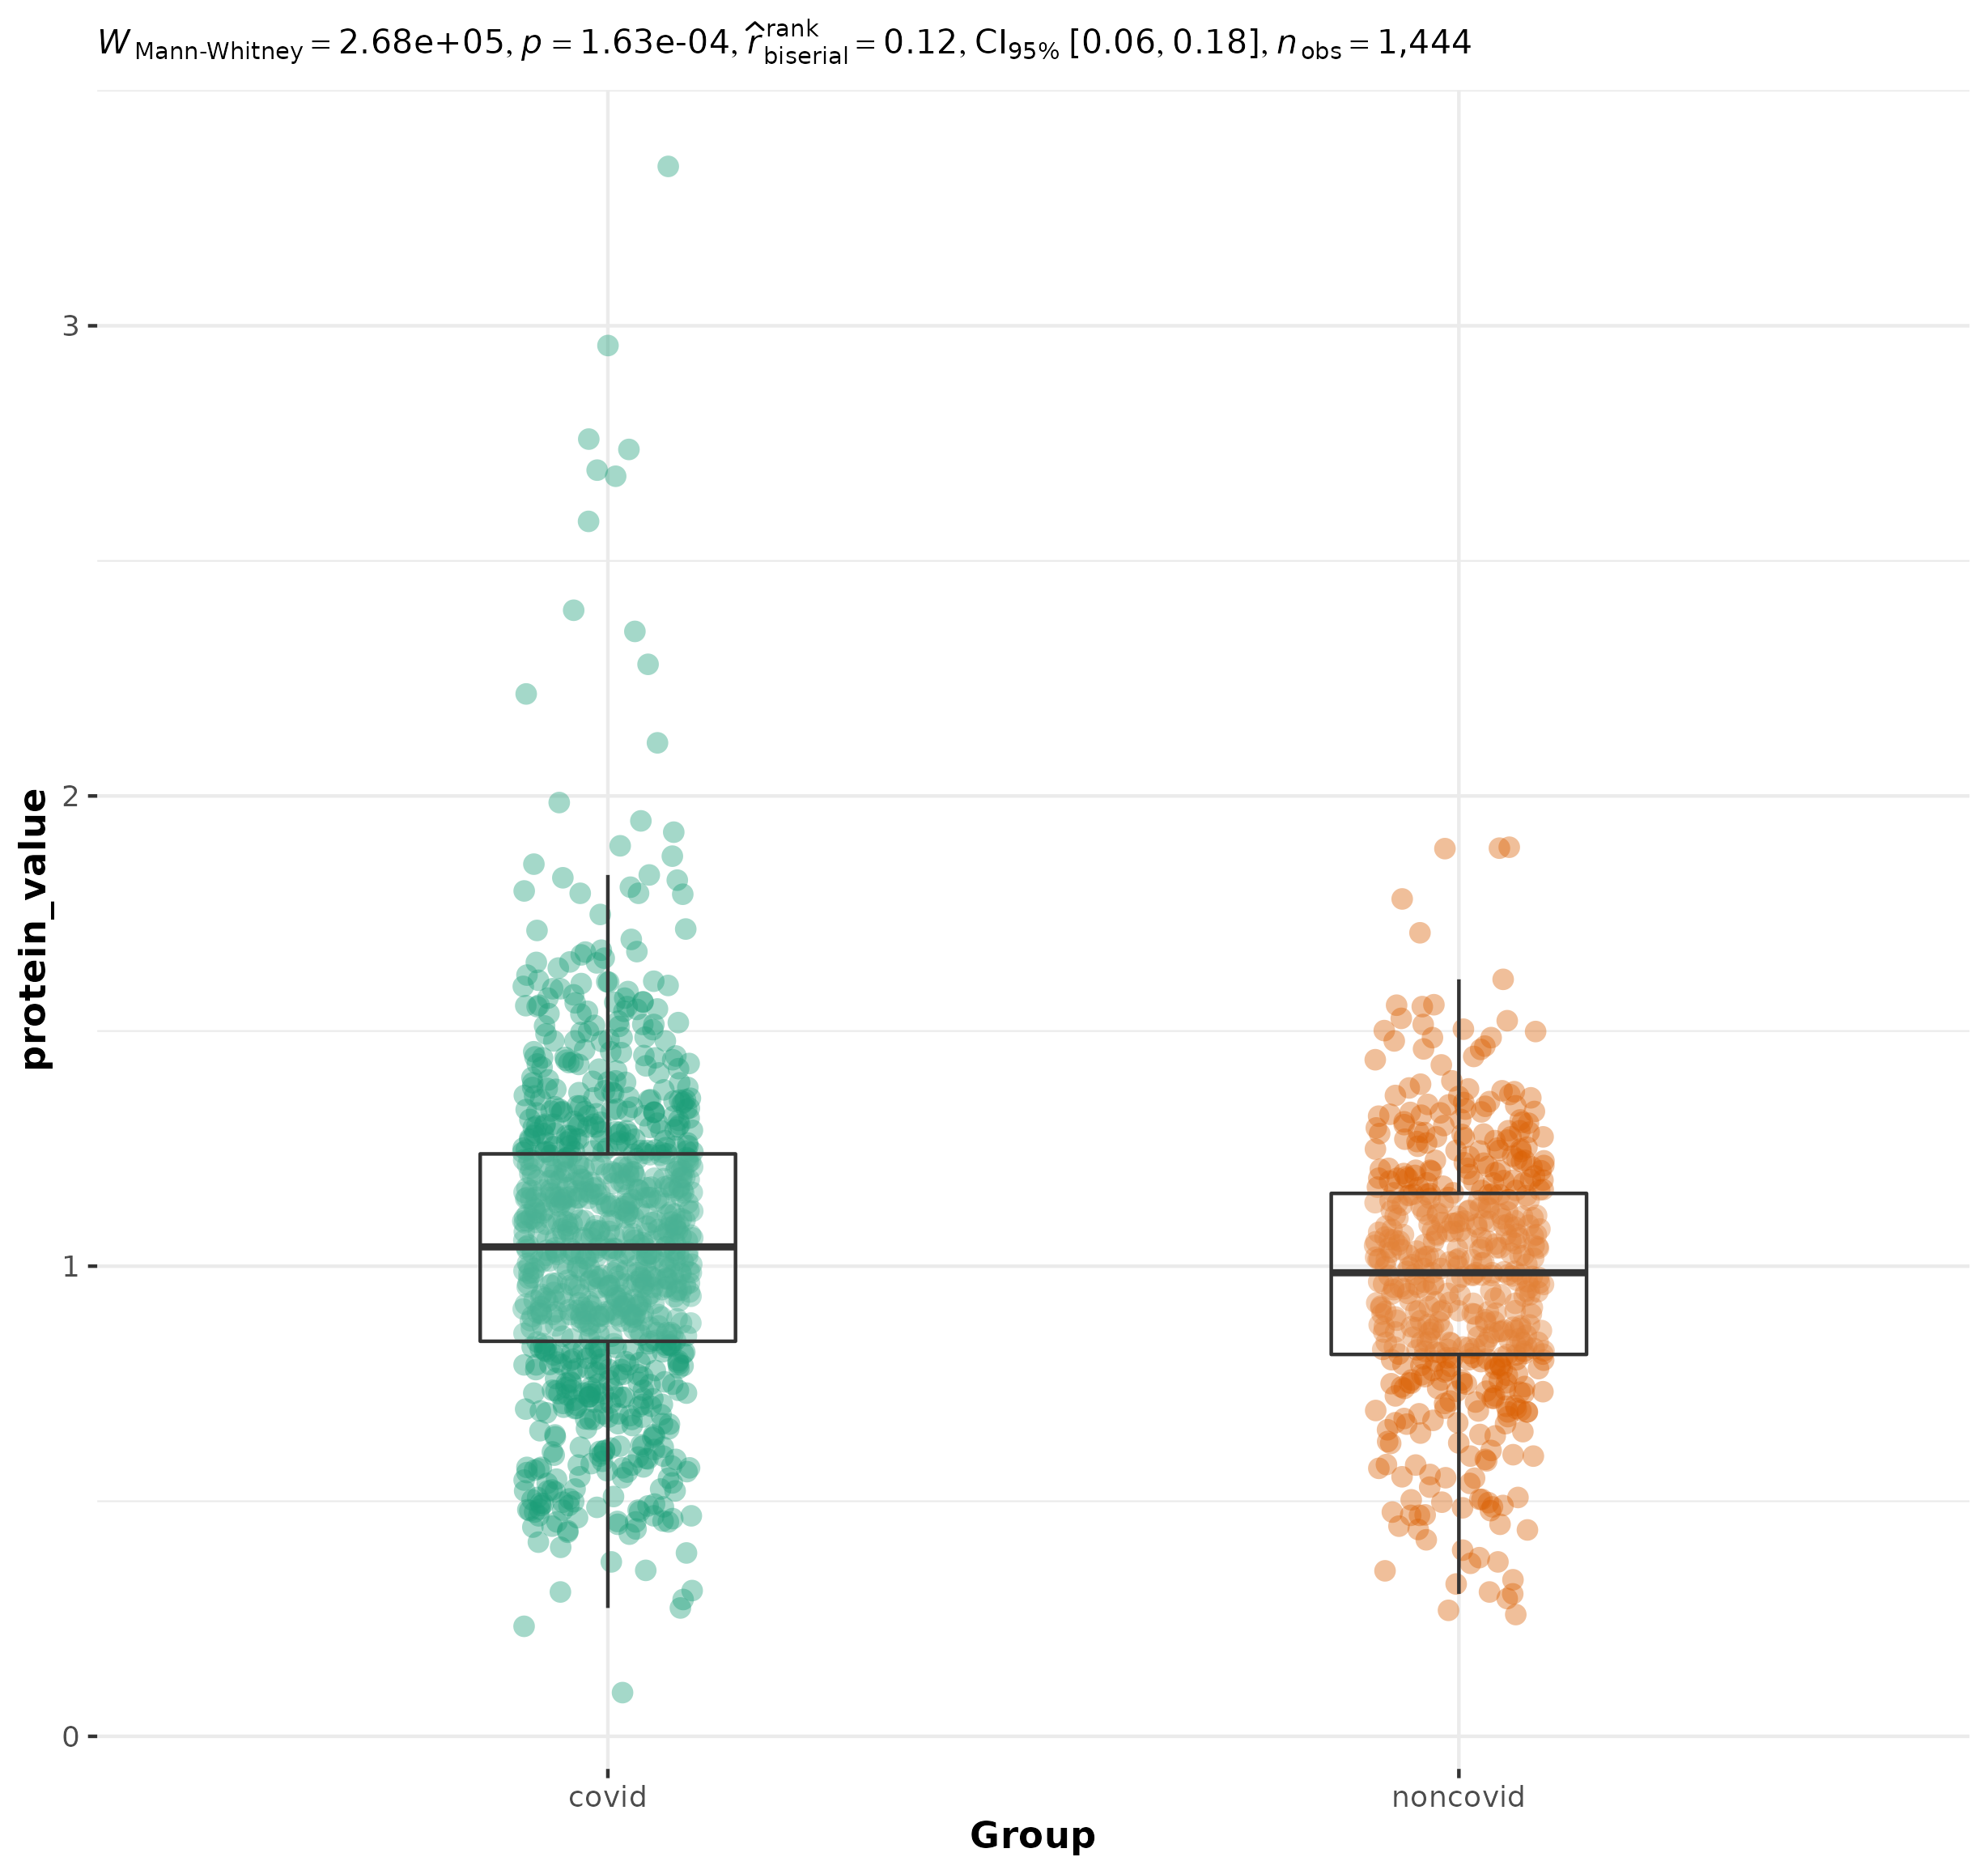 W Mann-Whitney = 2.68e+05, p = 1.63e-04, r̂ rank biserial = 0.12, CI95% [0.06, 0.18], nobs = 1,444
3
2
1
0
protein_value
covid noncovid
Group